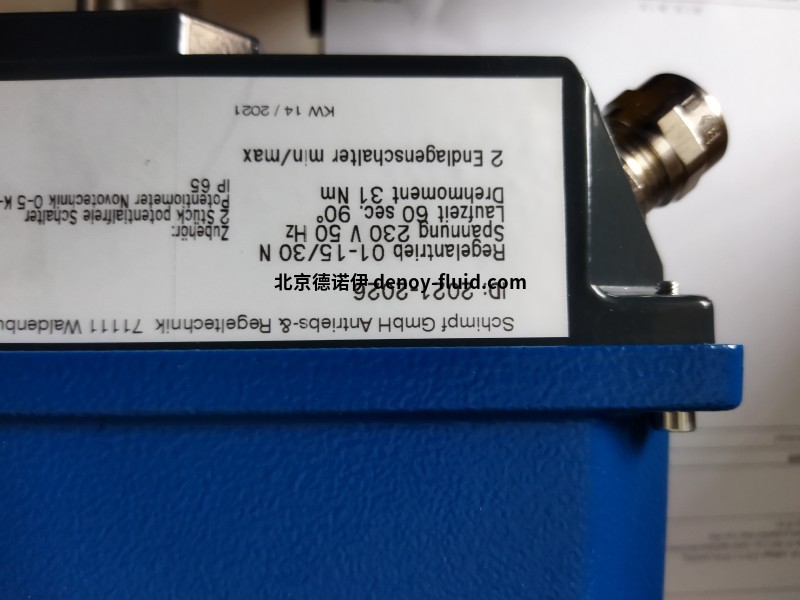 Schimpf GmbH Antriebs-& Regeltechnik 71111 Waldenbu
ID: 2021-2026
Regelantrieb 01-15/30 N
Spannung 230 V 50 Hz
Laufzeit 60 sec. 90°
Drehmoment 31 Nm
2 Endlagenschalter min/max
Zubehör:
2 Stück potentialfreie Schalter
Potentiometer Novotechnik 0-5 K-
IP 65
KW 14 / 2021
北京德诺伊-denoy-fluid.com